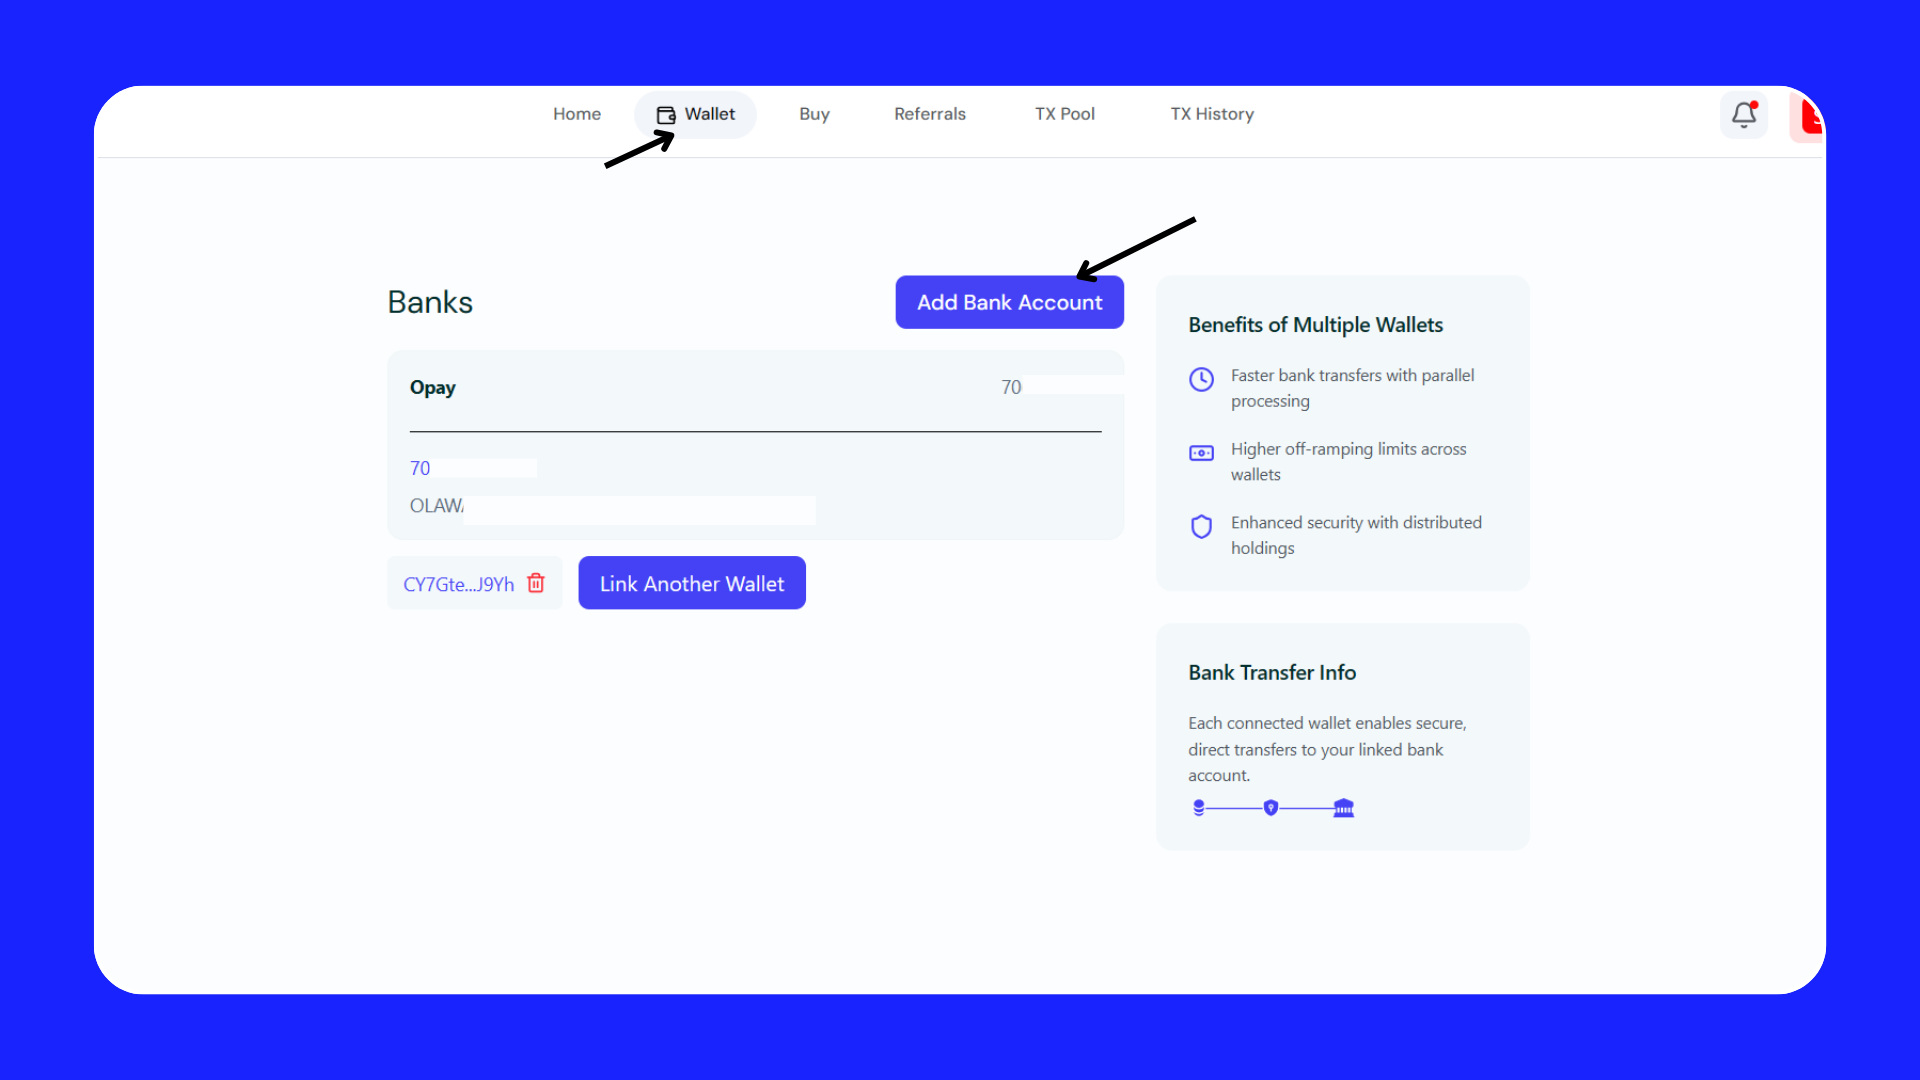 Home
Wallet
Buy
Referrals
TX Pool
TX History
Banks
Add Bank Account
Opay
70
70
OLAW
CY7Gte...J9Yh
Link Another Wallet
Benefits of Multiple Wallets
Faster bank transfers with parallel
processing
Higher off-ramping limits across
wallets
Enhanced security with distributed
holdings
Bank Transfer Info
Each connected wallet enables secure,
direct transfers to your linked bank
account.